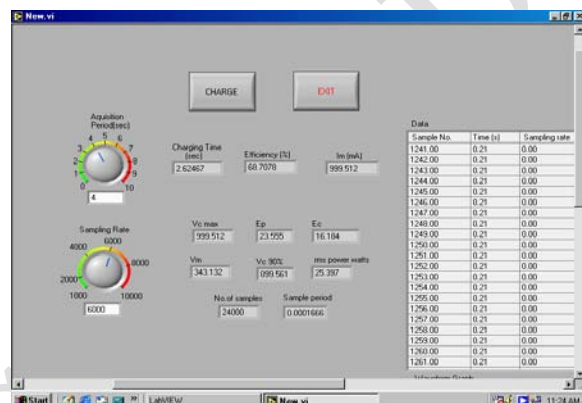 New.vi
CHARGE
EXIT
Aquisition
Period(sec)
0 1 2 3 4 5 6 7 8 9 10
4
Charging Time
(sec)
2.62467
Efficiency (%)
68.7078
Im (mA)
999.512
Sampling Rate
1000 2000 4000 6000 8000 10000
6000
Vc max
999.512
Ep
23.555
Ec
16.184
Vm
343.132
Vc 90%
899.561
rms power watts
25.397
No.of samples
24000
Sample period
0.0001666
Data
Sample No. Time (s) Sampling rate
1241.00 0.21 0.00
1242.00 0.21 0.00
1243.00 0.21 0.00
1244.00 0.21 0.00
1245.00 0.21 0.00
1246.00 0.21 0.00
1247.00 0.21 0.00
1248.00 0.21 0.00
1249.00 0.21 0.00
1250.00 0.21 0.00
1251.00 0.21 0.00
1252.00 0.21 0.00
1253.00 0.21 0.00
1254.00 0.21 0.00
1255.00 0.21 0.00
1256.00 0.21 0.00
1257.00 0.21 0.00
1258.00 0.21 0.00
1259.00 0.21 0.00
1260.00 0.21 0.00
1261.00 0.21 0.00
Waveform Graph
Start LabVIEW New.vi 11:24 AM